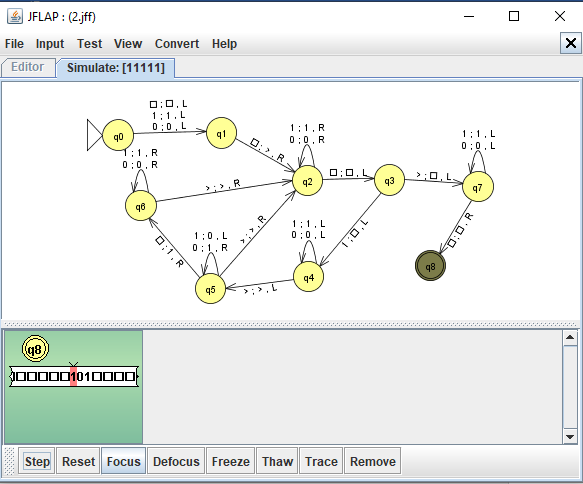 JFLAP : (2.jff)
File Input Test View Convert Help
Editor Simulate: [11111]
□ ; □ , L
1 ; 1 , L
0 ; 0 , L
q0
q1
□ ; > , R
1 ; 1 , R
0 ; 0 , R
q2
□ ; □ , L
q3
> ; □ , L
1 ; 1 , L
0 ; 0 , L
q7
1 ; 1 , R
0 ; 0 , R
q6
> ; > , R
> ; > , R
| ; □ , L
□ ; □ , R
q8
□ ; 1 , R
1 ; 0 , L
0 ; 1 , R
q5
> ; > , L
1 ; 1 , L
0 ; 0 , L
q4
q8
□□□□□101□□□□
Step Reset Focus Defocus Freeze Thaw Trace Remove